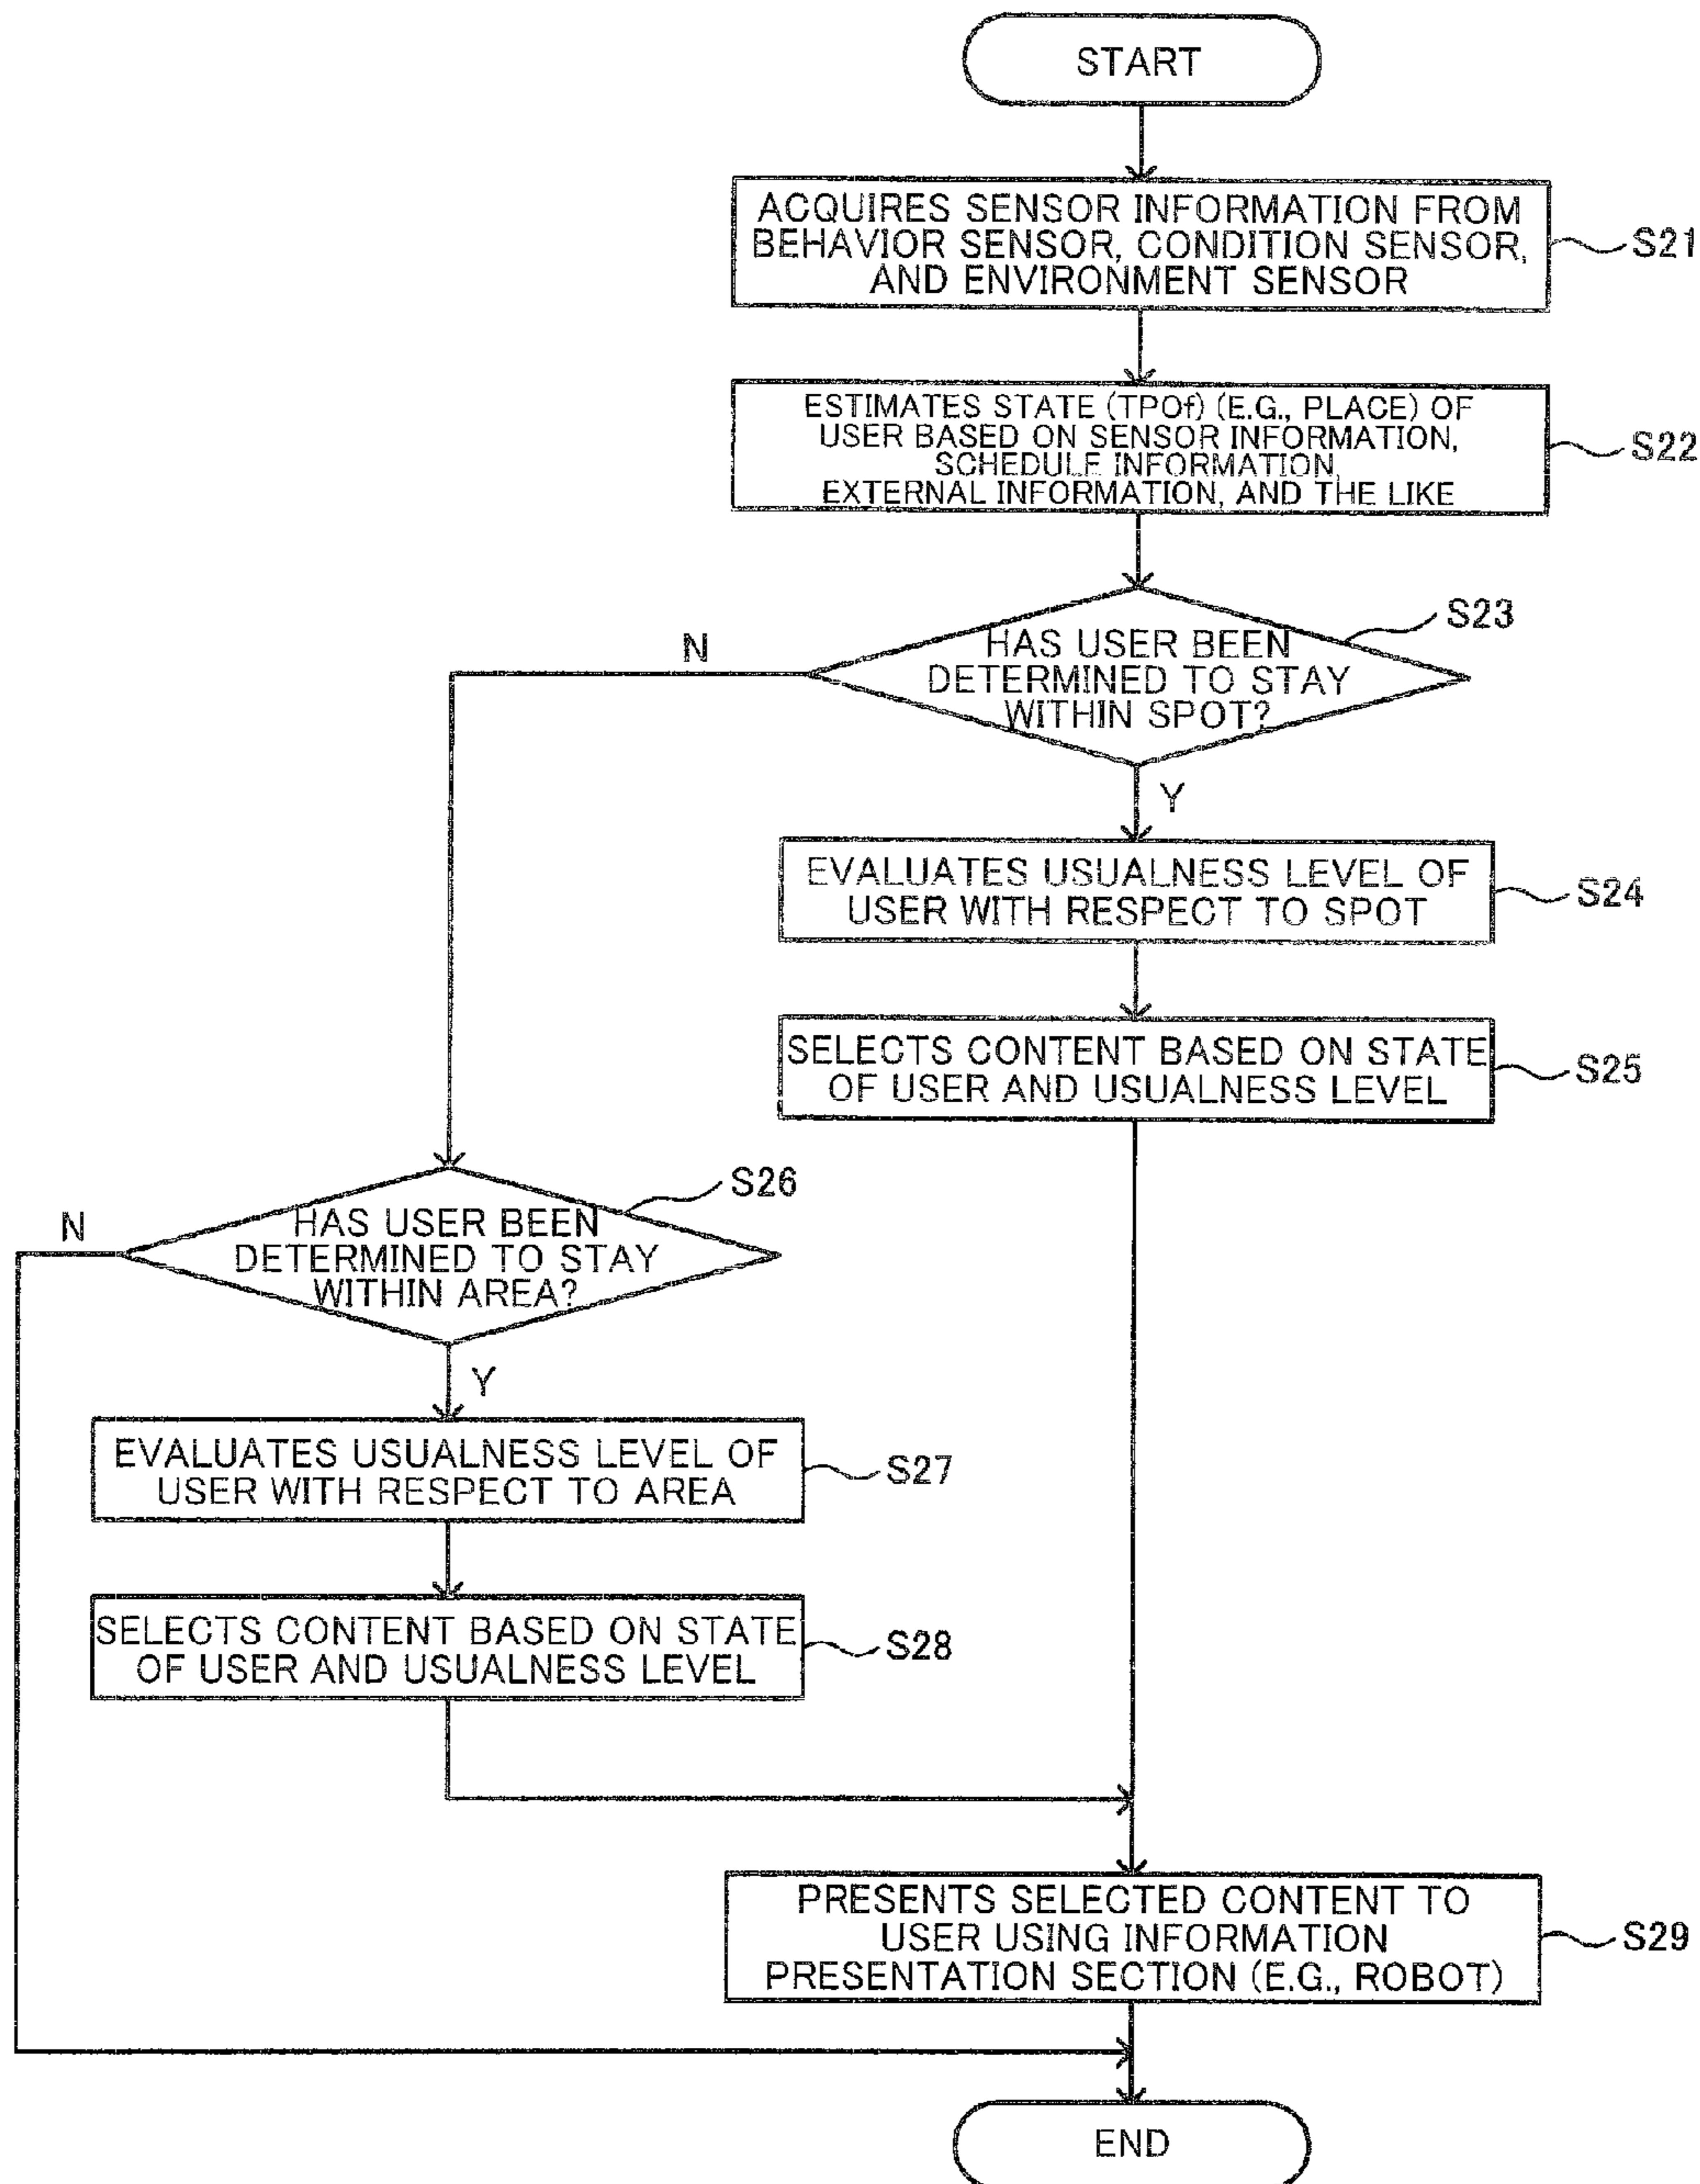 START
ACQUIRES SENSOR INFORMATION FROM
BEHAVIOR SENSOR, CONDITION SENSOR,
AND ENVIRONMENT SENSOR
S21
ESTIMATES STATE (TPOf) (E.G., PLACE) OF
USER BASED ON SENSOR INFORMATION,
SCHEDULE INFORMATION,
EXTERNAL INFORMATION, AND THE LIKE
S22
S23
N
HAS USER BEEN
DETERMINED TO STAY
WITHIN SPOT?
Y
EVALUATES USUALNESS LEVEL OF
USER WITH RESPECT TO SPOT
S24
SELECTS CONTENT BASED ON STATE
OF USER AND USUALNESS LEVEL
S25
S26
N
HAS USER BEEN
DETERMINED TO STAY
WITHIN AREA?
Y
EVALUATES USUALNESS LEVEL OF
USER WITH RESPECT TO AREA
S27
SELECTS CONTENT BASED ON STATE
OF USER AND USUALNESS LEVEL
S28
PRESENTS SELECTED CONTENT TO
USER USING INFORMATION
PRESENTATION SECTION (E.G., ROBOT)
S29
END